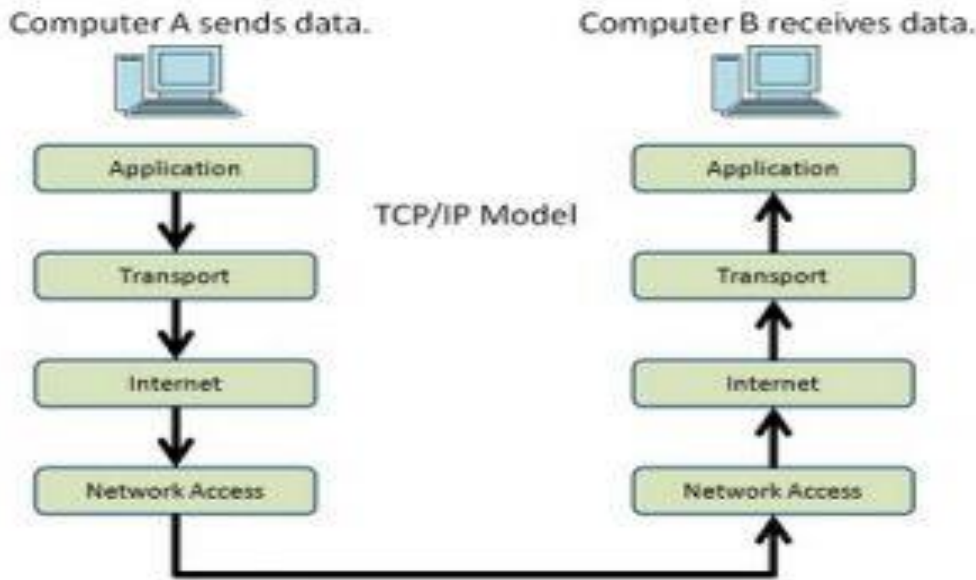 Computer A sends data.
Computer B receives data.
TCP/IP Model
Application
Transport
Internet
Network Access
Application
Transport
Internet
Network Access